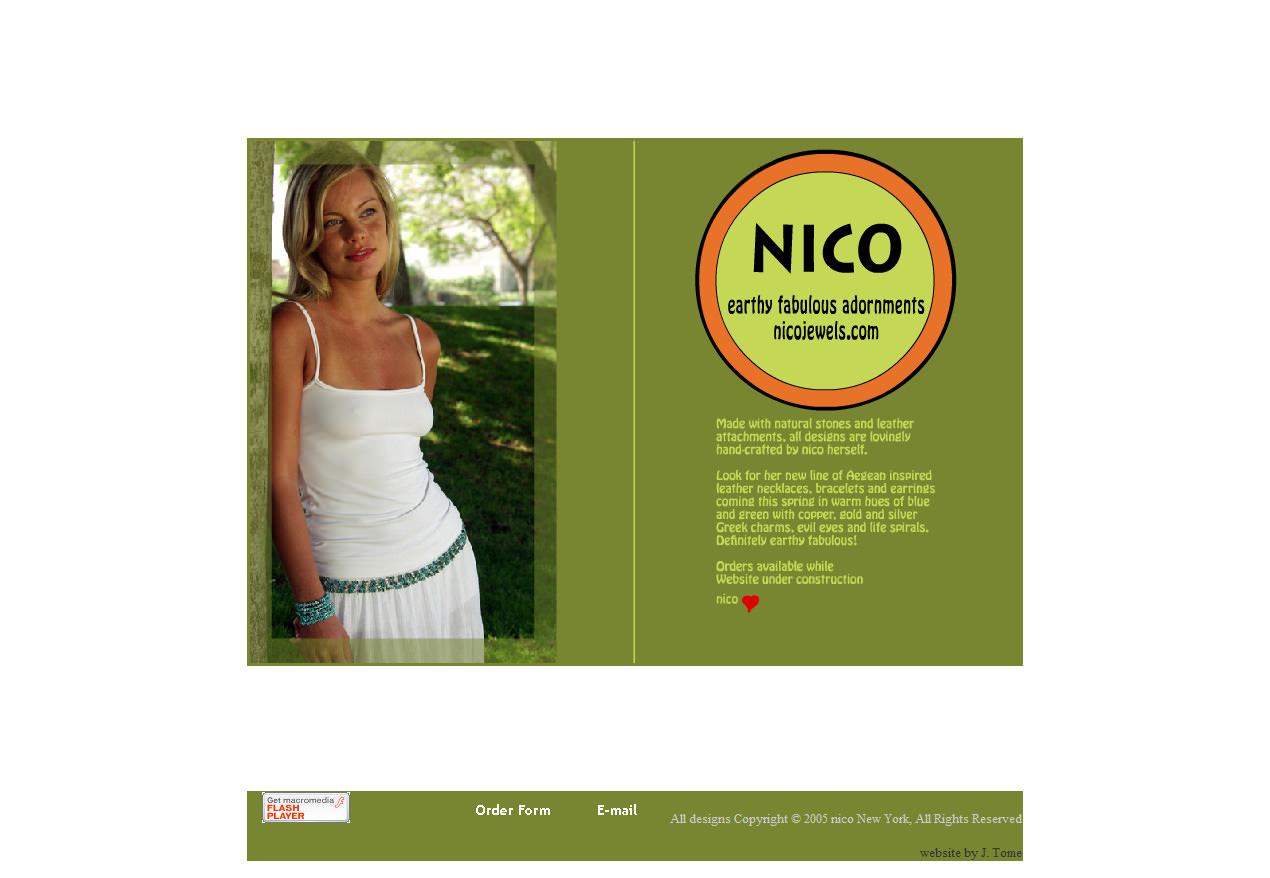 NICO
earthy fabulous adornments
nicojewels.com
Made with natural stones and leather
attachments, all designs are lovingly
hand-crafted by nico herself.
Look for her new line of Aegean inspired
leather necklaces, bracelets and earrings
coming this spring in warm hues of blue
and green with copper, gold and silver
Greek charms, evil eyes and life spirals.
Definitely earthy fabulous!
Orders available while
Website under construction
nico
Get macromedia
FLASH
PLAYER
Order Form
E-mail
All designs Copyright © 2005 nico New York, All Rights Reserved
website by J. Tome